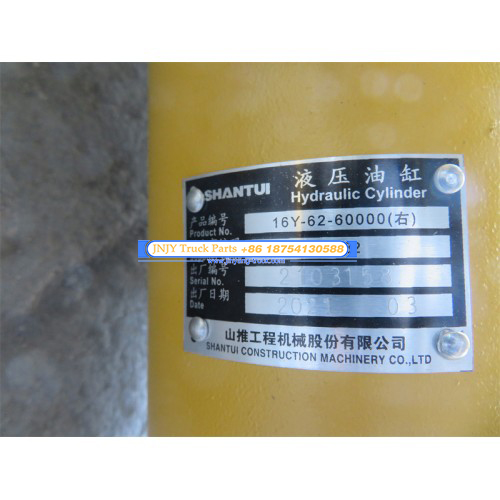 SHANTUI
液压油缸
Hydraulic Cylinder
产品编号
Product No.
16Y-62-60000(右)
JNJY Truck Parts +86 18754130588
出厂编号
Serial No.
出厂日期
Date
山推工程机械股份有限公司
SHANTUI CONSTRUCTION MACHINERY CO.,LTD